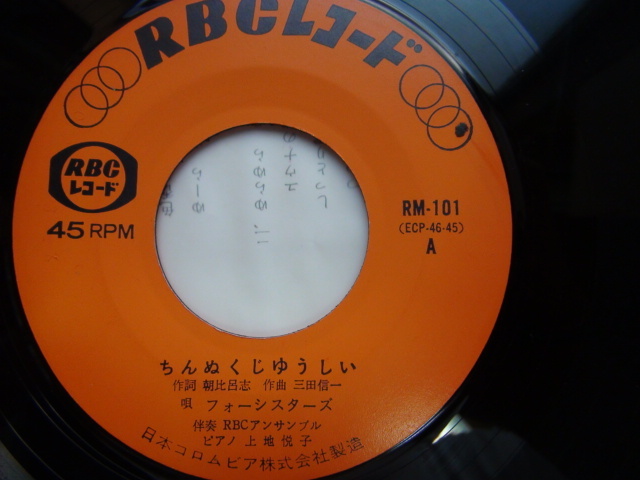 RBCレコード
RBC
レコード
45 RPM
RM-101
(ECP-46-45)
A
ちんぬくじゆうしい
作詞 朝比呂志 作曲 三田信一
唄 フォーシスターズ
伴奏 RBCアンサンブル
ピアノ 上地悦子
日本コロムビア株式会社製造